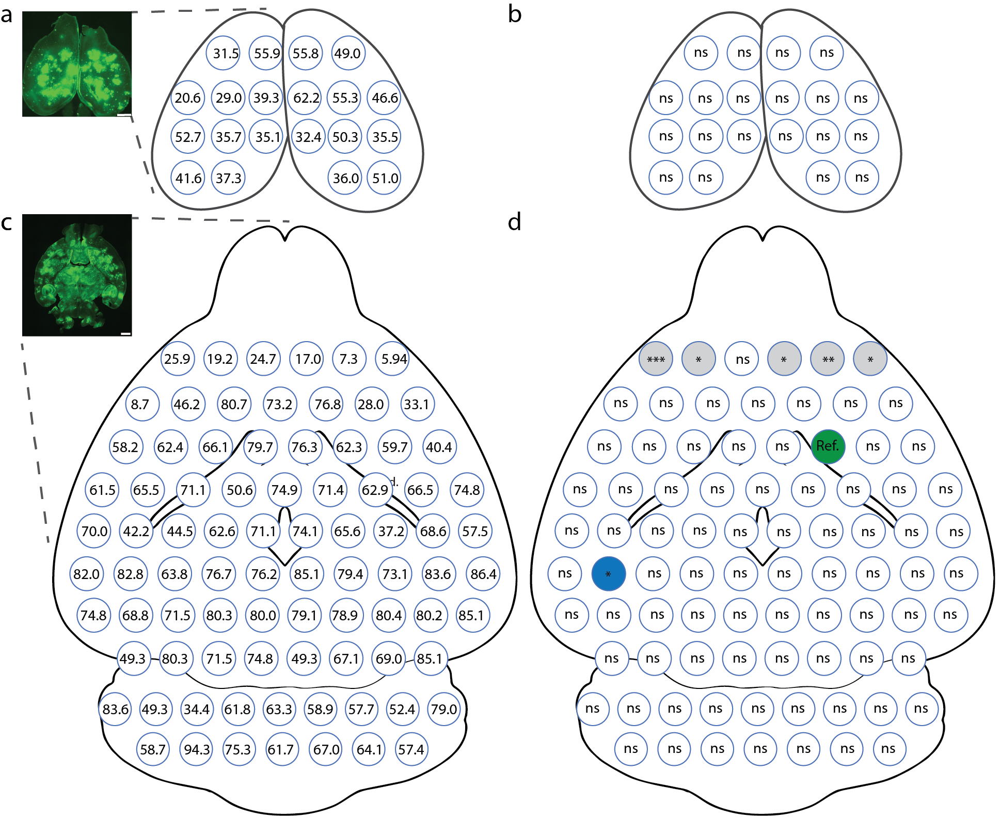 a
b
31.5 55.9 55.8 49.0
ns ns ns ns
20.6 29.0 39.3 62.2 55.3 46.6
ns ns ns ns ns ns
52.7 35.7 35.1 32.4 50.3 35.5
ns ns ns ns ns ns
41.6 37.3 36.0 51.0
ns ns ns ns
c
d
25.9 19.2 24.7 17.0 7.3 5.94
*** * ns * ** *
8.7 46.2 80.7 73.2 76.8 28.0 33.1
ns ns ns ns ns ns ns
58.2 62.4 66.1 79.7 76.3 62.3 59.7 40.4
ns ns ns ns ns Ref. ns ns
61.5 65.5 71.1 50.6 74.9 71.4 62.9 d. 66.5 74.8
ns ns ns ns ns ns ns ns ns
70.0 42.2 44.5 62.6 71.1 74.1 65.6 37.2 68.6 57.5
ns ns ns ns ns ns ns ns ns ns
82.0 82.8 63.8 76.7 76.2 85.1 79.4 73.1 83.6 86.4
ns * ns ns ns ns ns ns ns ns
74.8 68.8 71.5 80.3 80.0 79.1 78.9 80.4 80.2 85.1
ns ns ns ns ns ns ns ns ns ns
49.3 80.3 71.5 74.8 49.3 67.1 69.0 85.1
ns ns ns ns ns ns ns ns
83.6 49.3 34.4 61.8 63.3 58.9 57.7 52.4 79.0
ns ns ns ns ns ns ns ns ns
58.7 94.3 75.3 61.7 67.0 64.1 57.4
ns ns ns ns ns ns ns